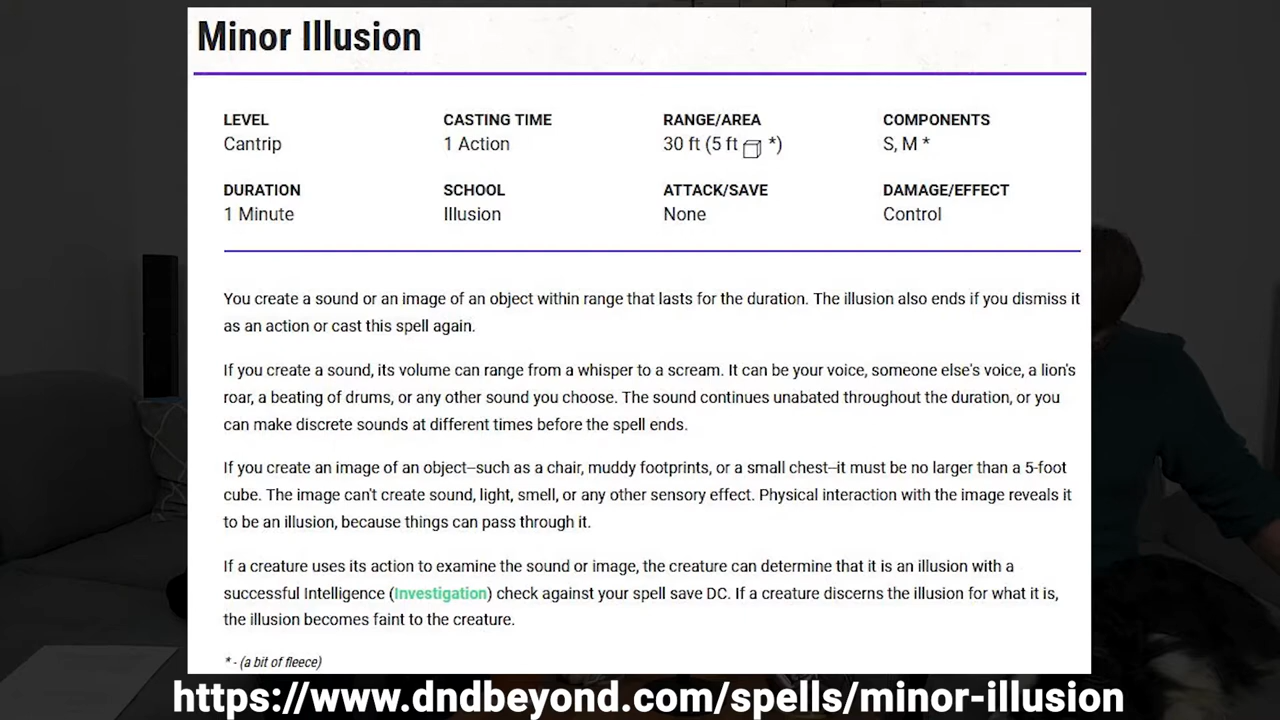 Minor Illusion
LEVEL CASTING TIME RANGE/AREA COMPONENTS
Cantrip 1 Action 30 ft (5 ft *) S, M *
DURATION SCHOOL ATTACK/SAVE DAMAGE/EFFECT
1 Minute Illusion None Control
You create a sound or an image of an object within range that lasts for the duration. The illusion also ends if you dismiss it
as an action or cast this spell again.
If you create a sound, its volume can range from a whisper to a scream. It can be your voice, someone else's voice, a lion's
roar, a beating of drums, or any other sound you choose. The sound continues unabated throughout the duration, or you
can make discrete sounds at different times before the spell ends.
If you create an image of an object–such as a chair, muddy footprints, or a small chest–it must be no larger than a 5-foot
cube. The image can't create sound, light, smell, or any other sensory effect. Physical interaction with the image reveals it
to be an illusion, because things can pass through it.
If a creature uses its action to examine the sound or image, the creature can determine that it is an illusion with a
successful Intelligence (Investigation) check against your spell save DC. If a creature discerns the illusion for what it is,
the illusion becomes faint to the creature.
* - (a bit of fleece)
https://www.dndbeyond.com/spells/minor-illusion